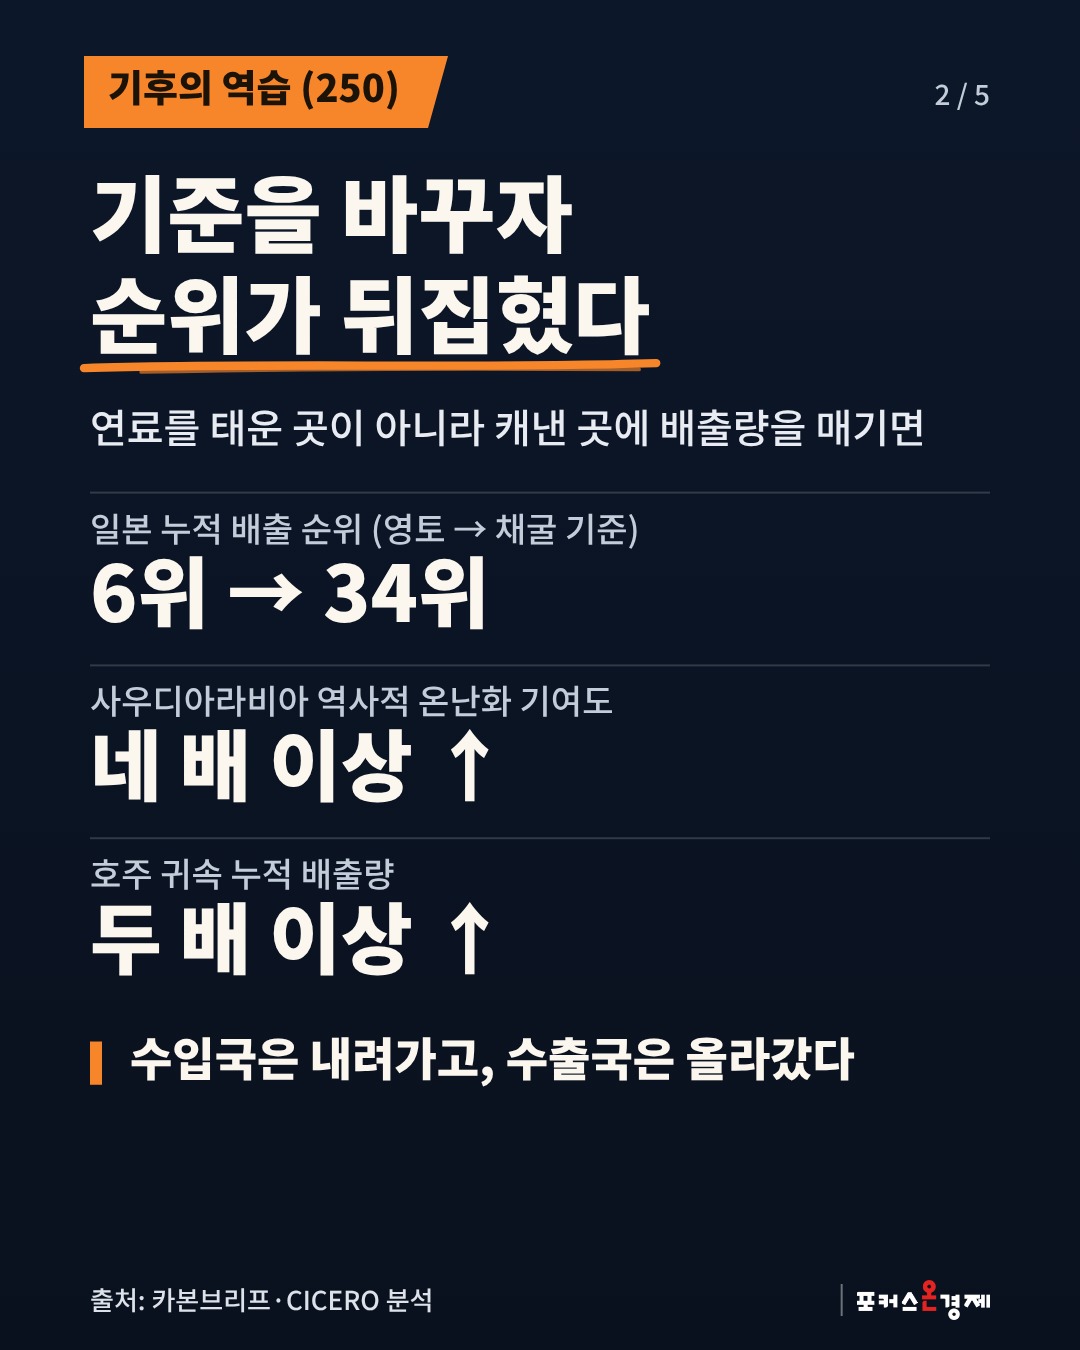 기후의 역습 (250)
2 / 5
기준을 바꾸자
순위가 뒤집혔다
연료를 태운 곳이 아니라 캐낸 곳에 배출량을 매기면
일본 누적 배출 순위 (영토 → 채굴 기준)
6위 → 34위
사우디아라비아 역사적 온난화 기여도
네 배 이상 ↑
호주 귀속 누적 배출량
두 배 이상 ↑
수입국은 내려가고, 수출국은 올라갔다
출처: 카본브리프·CICERO 분석
포커스온경제